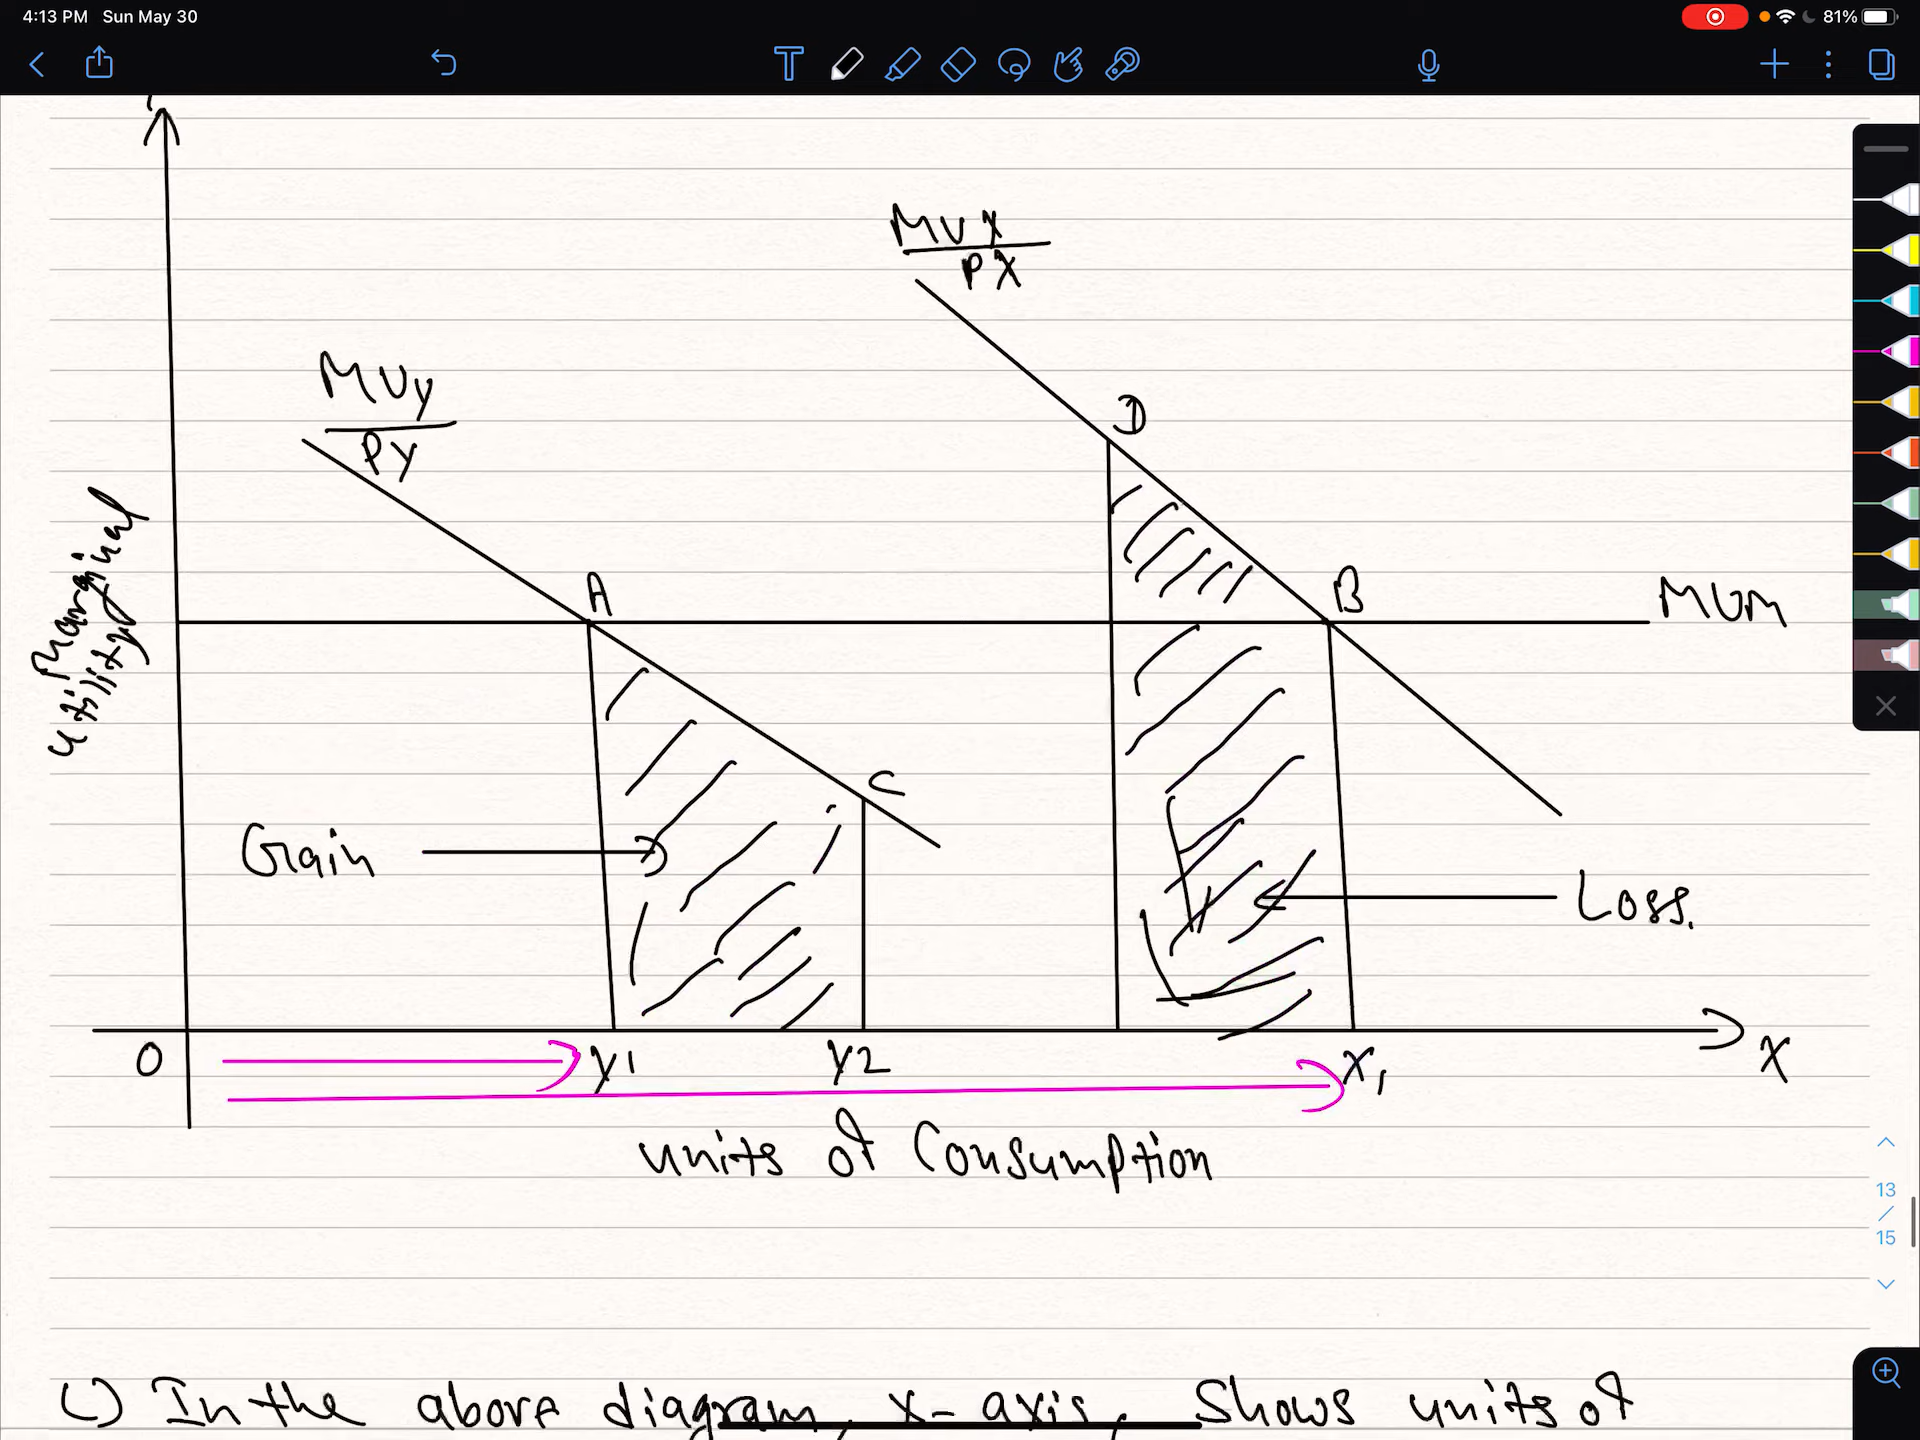 4:13 PM Sun May 30
81%
MUX
PX
MUy
PY
D
Marginal
utility
A
B
MUM
C
Gain
Loss.
O
Y1
Y2
X1
X
units of Consumption
13
/
15
(.) In the above diagram, x- axis, Shows units of